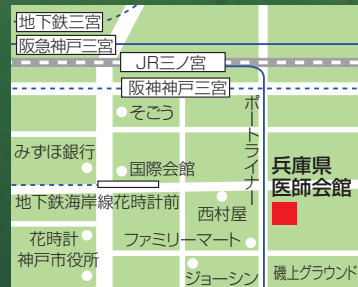 地下鉄三宮
阪急神戸三宮
JR三ノ宮
阪神神戸三宮
そごう
ポートライナー
みずほ銀行
国際会館
兵庫県
医師会館
地下鉄海岸線花時計前
西村屋
花時計
ファミリーマート
神戸市役所
ジョーシン
磯上グラウンド